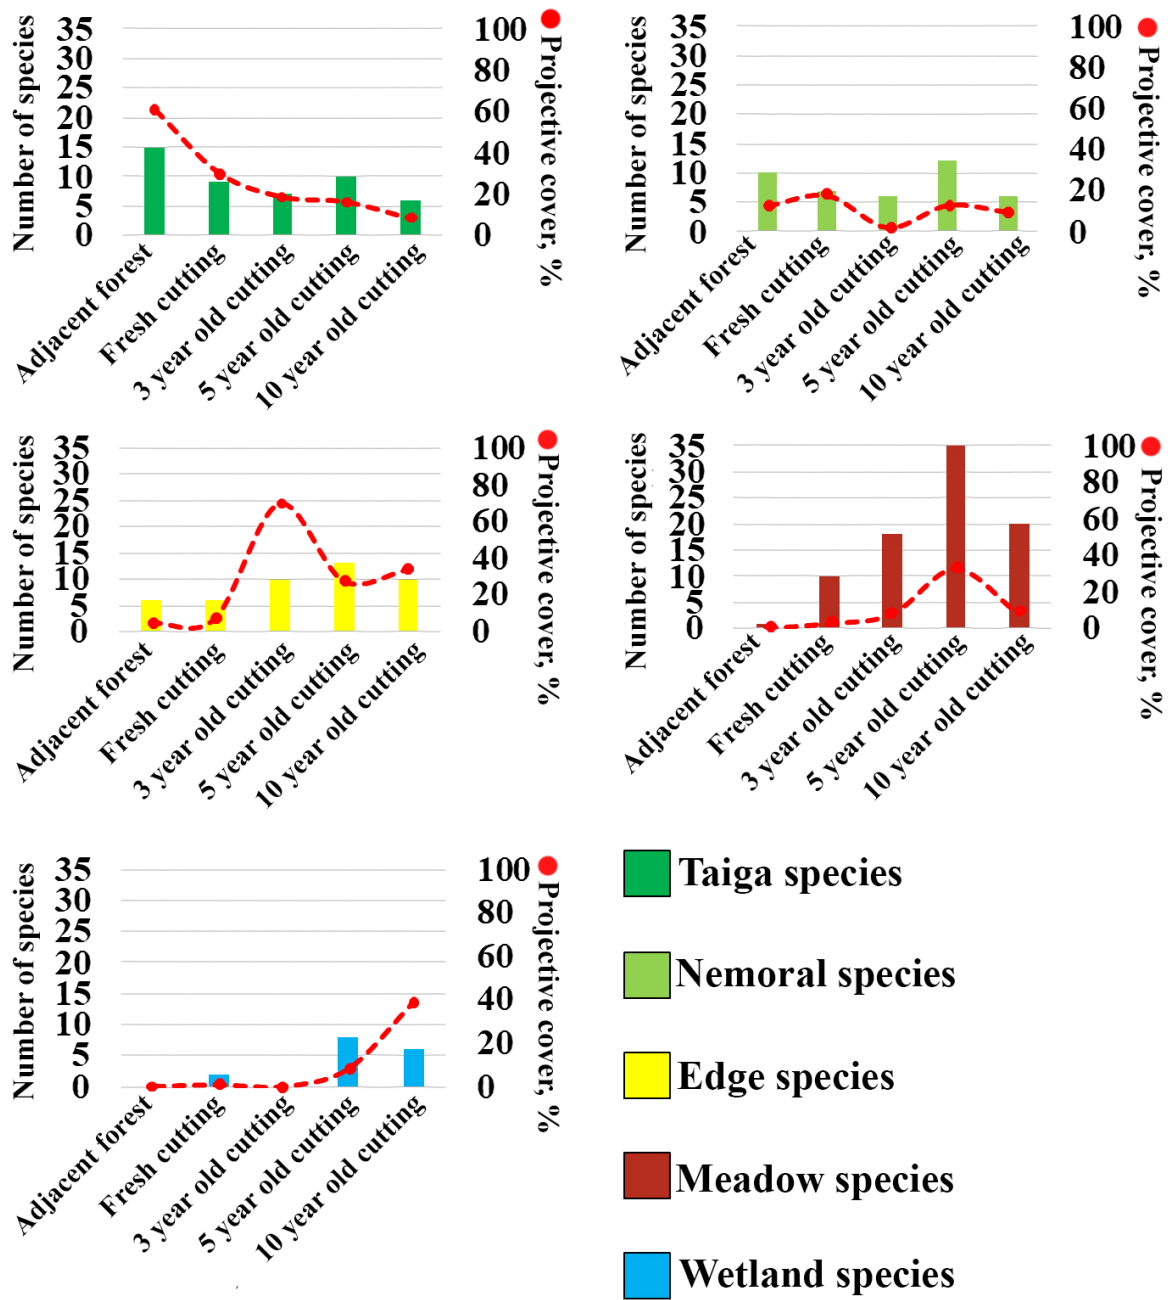 Number of species
35
30
25
20
15
10
5
0
100
80
60
40
20
0
Projective cover, %
Adjacent forest
Fresh cutting
3 year old cutting
5 year old cutting
10 year old cutting
Number of species
35
30
25
20
15
10
5
0
100
80
60
40
20
0
Projective cover, %
Adjacent forest
Fresh cutting
3 year old cutting
5 year old cutting
10 year old cutting
Number of species
35
30
25
20
15
10
5
0
100
80
60
40
20
0
Projective cover, %
Adjacent forest
Fresh cutting
3 year old cutting
5 year old cutting
10 year old cutting
Number of species
35
30
25
20
15
10
5
0
100
80
60
40
20
0
Projective cover, %
Adjacent forest
Fresh cutting
3 year old cutting
5 year old cutting
10 year old cutting
Number of species
35
30
25
20
15
10
5
0
100
80
60
40
20
0
Projective cover, %
Adjacent forest
Fresh cutting
3 year old cutting
5 year old cutting
10 year old cutting
Taiga species
Nemoral species
Edge species
Meadow species
Wetland species